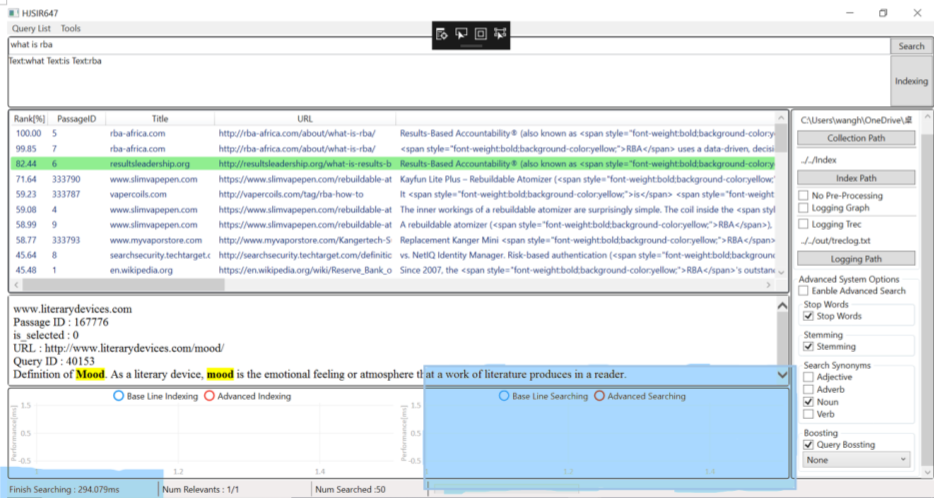 HJSIR647
Query List Tools
what is rba
Search
Text:what Text:is Text:rba
Indexing
Rank[%] PassageID Title URL
100.00 5 rba-africa.com http://rba-africa.com/about/what-is-rba/ Results-Based Accountability® (also known as <span style="font-weight:bold;background-color:y
99.85 7 rba-africa.com http://rba-africa.com/about/what-is-rba/ <span style="font-weight:bold;background-color:yellow;">RBA</span> uses a data-driven, decisi
82.44 6 resultsleadership.org http://resultsleadership.org/what-is-results-b Results-Based Accountability® (also known as <span style="font-weight:bold;background-color:y
71.64 333790 www.slimvapepen.com https://www.slimvapepen.com/rebuildable-at Kayfun Lite Plus – Rebuildable Atomizer (<span style="font-weight:bold;background-color:yellow;"
59.23 333787 vapercoils.com http://vapercoils.com/tag/rba-how-to It <span style="font-weight:bold;background-color:yellow;">is</span> <span style="font-weight
59.08 4 www.slimvapepen.com https://www.slimvapepen.com/rebuildable-at The inner workings of a rebuildable atomizer are surprisingly simple. The coil inside the <span styl
58.99 9 www.slimvapepen.com https://www.slimvapepen.com/rebuildable-at A rebuildable atomizer (<span style="font-weight:bold;background-color:yellow;">RBA</span>),
58.77 333793 www.myvaporstore.com http://www.myvaporstore.com/Kangertech-S Replacement Kanger Mini <span style="font-weight:bold;background-color:yellow;">RBA</span>
45.64 8 searchsecurity.techtarget.c http://searchsecurity.techtarget.com/definitic vs. NetIQ Identity Manager. Risk-based authentication (<span style="font-weight:bold;backgroun
45.48 1 en.wikipedia.org https://en.wikipedia.org/wiki/Reserve_Bank_o Since 2007, the <span style="font-weight:bold;background-color:yellow;">RBA</span>'s outstan
www.literarydevices.com
Passage ID : 167776
is_selected : 0
URL : http://www.literarydevices.com/mood/
Query ID : 40153
Definition of Mood. As a literary device, mood is the emotional feeling or atmosphere that a work of literature produces in a reader.
Base Line Indexing Advanced Indexing
Performance[ms]
1.5
0.5
-0.5
1
1.2
1.4
Base Line Searching Advanced Searching
Performance[ms]
1.5
0.5
-0.5
1
1.2
1.4
Finish Searching : 294.079ms Num Relevants : 1/1 Num Searched :50
C:\Users\wangh\OneDrive\桌
Collection Path
../../Index
Index Path
No Pre-Processing
Logging Graph
Logging Trec
../../out/treclog.txt
Logging Path
Advanced System Options
Eanble Advanced Search
Stop Words
Stop Words
Stemming
Stemming
Search Synonyms
Adjective
Adverb
Noun
Verb
Boosting
Query Bossting
None